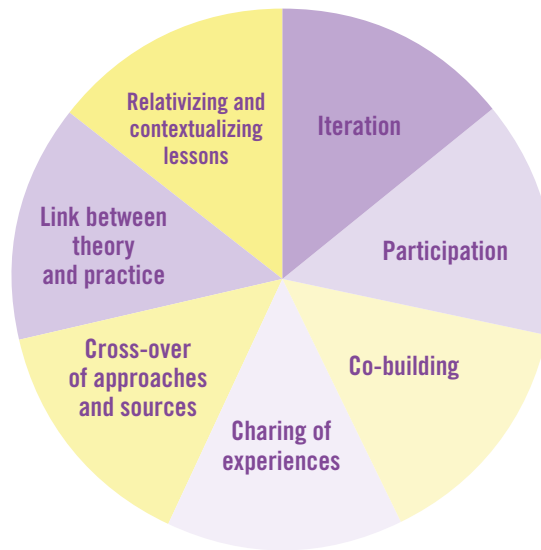 Relativizing and
contextualizing
lessons
Iteration
Link between
theory
and practice
Participation
Cross-over
of approaches
and sources
Co-building
Charing of
experiences